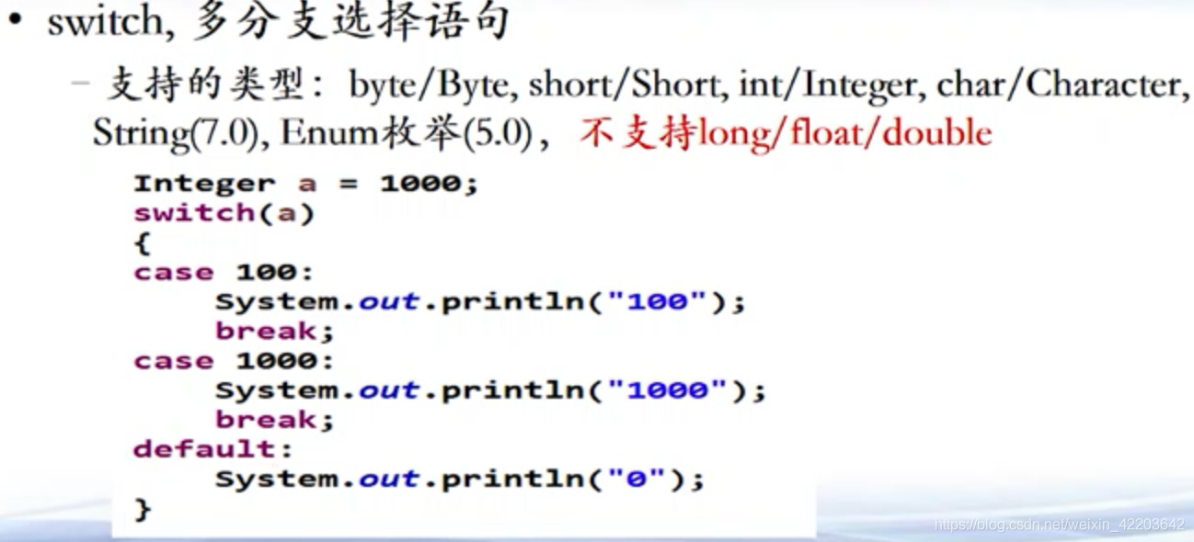 • switch, 多分支选择语句
– 支持的类型：byte/Byte, short/Short, int/Integer, char/Character,
String(7.0), Enum枚举(5.0)，不支持long/float/double
Integer a = 1000;
switch(a)
{
case 100:
System.out.println("100");
break;
case 1000:
System.out.println("1000");
break;
default:
System.out.println("0");
}
https://blog.csdn.net/weixin_42203642